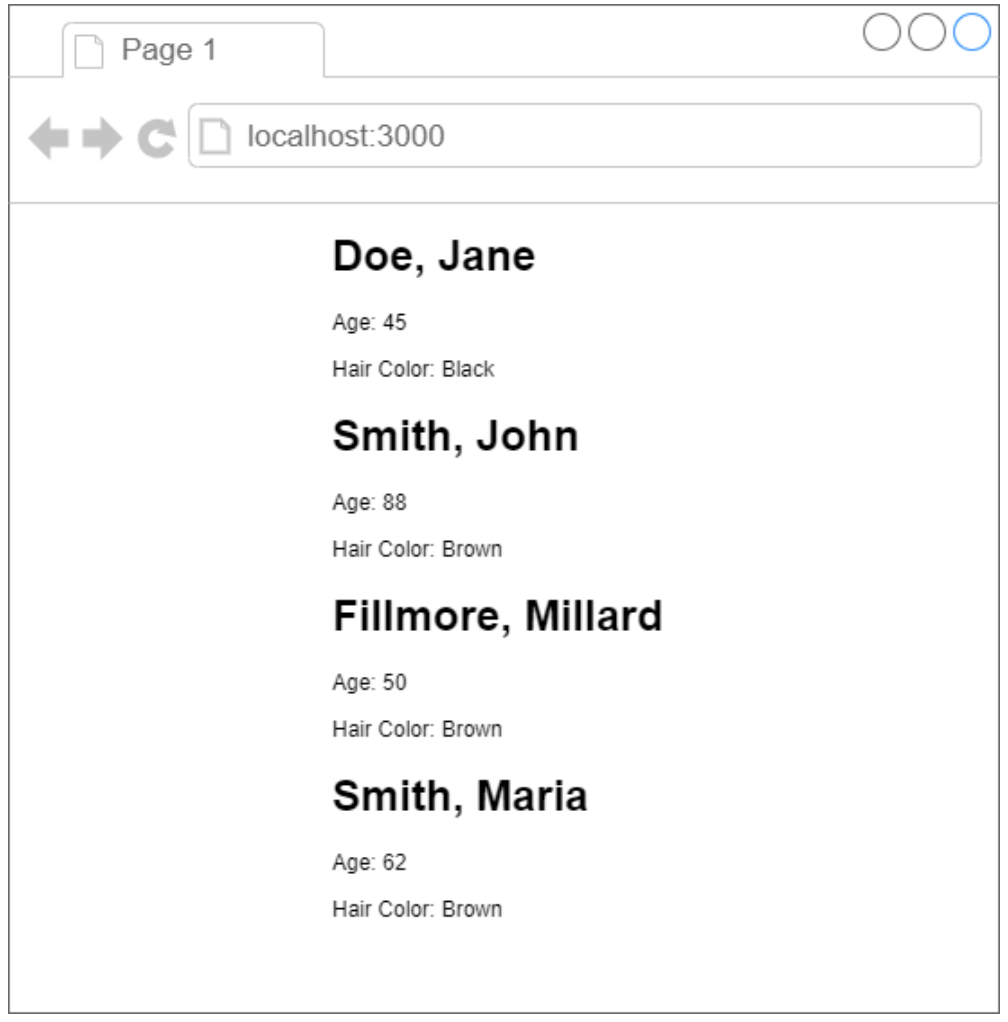 Page 1
localhost:3000
Doe, Jane
Age: 45
Hair Color: Black
Smith, John
Age: 88
Hair Color: Brown
Fillmore, Millard
Age: 50
Hair Color: Brown
Smith, Maria
Age: 62
Hair Color: Brown